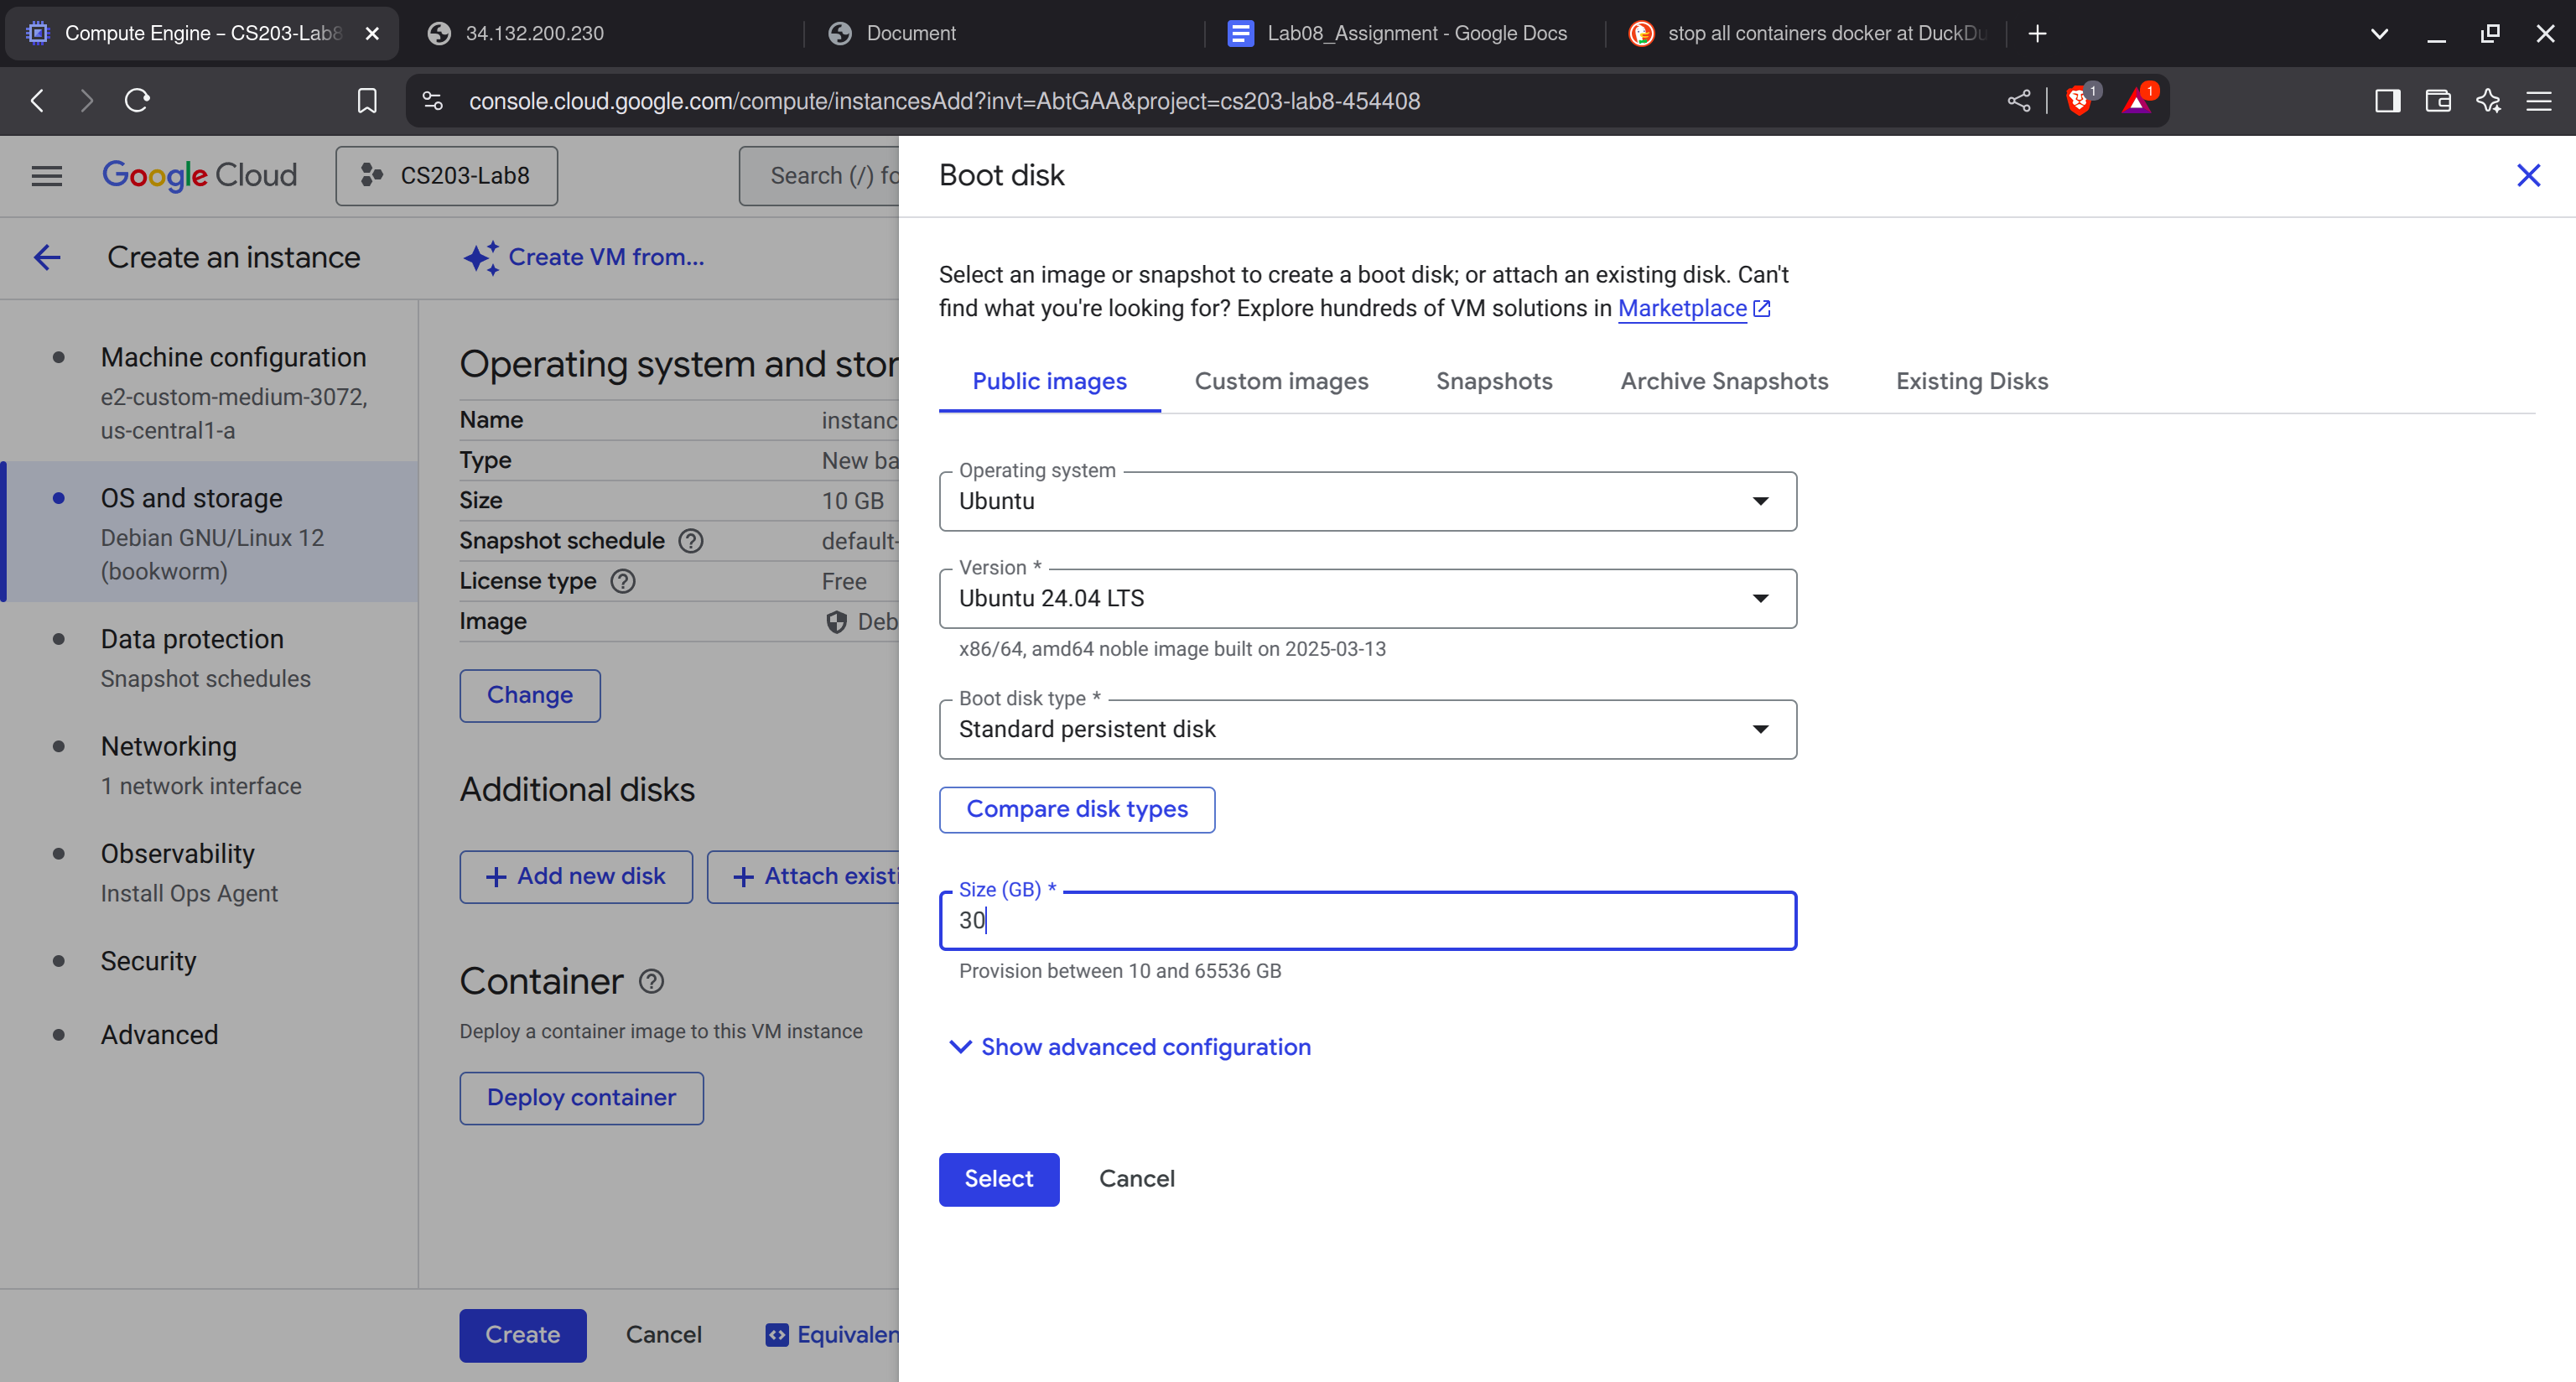 Compute Engine – CS203-Lab8
34.132.200.230
Document
Lab08_Assignment - Google Docs
stop all containers docker at DuckDu
console.cloud.google.com/compute/instancesAdd?invt=AbtGAA&project=cs203-lab8-454408
1
1
Google Cloud
CS203-Lab8
Search (/) fo
Create an instance
Create VM from...
Machine configuration
e2-custom-medium-3072,
us-central1-a
OS and storage
Debian GNU/Linux 12
(bookworm)
Data protection
Snapshot schedules
Networking
1 network interface
Observability
Install Ops Agent
Security
Advanced
Operating system and stor
Name instanc
Type New ba
Size 10 GB
Snapshot schedule default-
License type Free
Image Deb
Change
Additional disks
Add new disk
Attach existi
Container
Deploy a container image to this VM instance
Deploy container
Create
Cancel
Equivalen
Boot disk
Select an image or snapshot to create a boot disk; or attach an existing disk. Can't
find what you're looking for? Explore hundreds of VM solutions in Marketplace
Public images
Custom images
Snapshots
Archive Snapshots
Existing Disks
Operating system
Ubuntu
Version *
Ubuntu 24.04 LTS
x86/64, amd64 noble image built on 2025-03-13
Boot disk type *
Standard persistent disk
Compare disk types
Size (GB) *
30
Provision between 10 and 65536 GB
Show advanced configuration
Select
Cancel